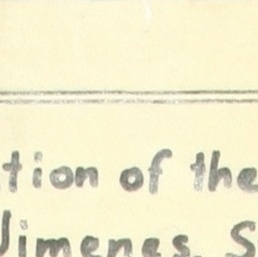 tion of the
Jimenes. S